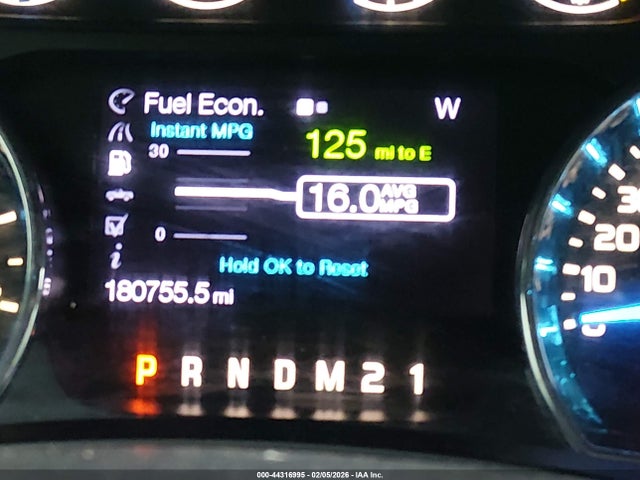 Fuel Econ.
W
Instant MPG
30
125 mi to E
16.0 AVG MPG
0
Hold OK to Reset
180755.5 mi
P R N D M 2 1
20
10
0
000-44316995 - 02/05/2026 - IAA Inc.